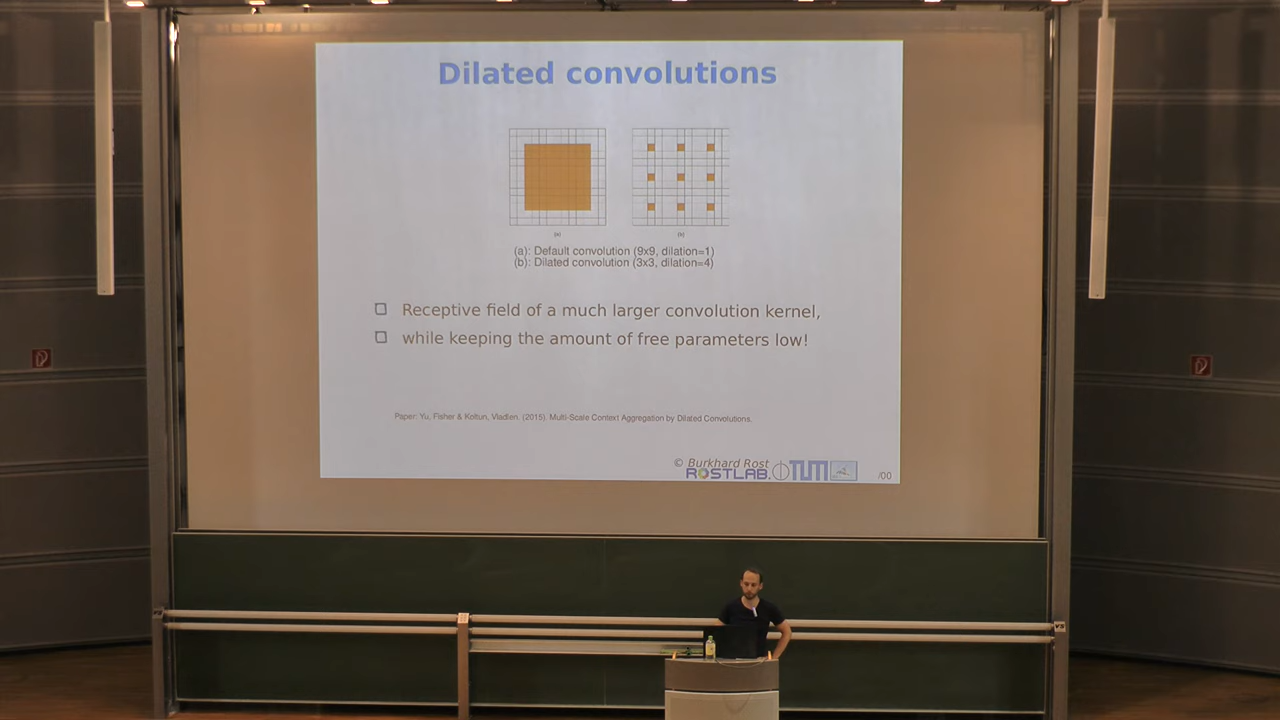 Dilated convolutions
(a)
(b)
(a): Default convolution (9x9, dilation=1)
(b): Dilated convolution (3x3, dilation=4)
Receptive field of a much larger convolution kernel,
while keeping the amount of free parameters low!
Paper: Yu, Fisher & Koltun, Vladlen. (2015). Multi-Scale Context Aggregation by Dilated Convolutions.
© Burkhard Rost
ROSTLAB. TUM
/00